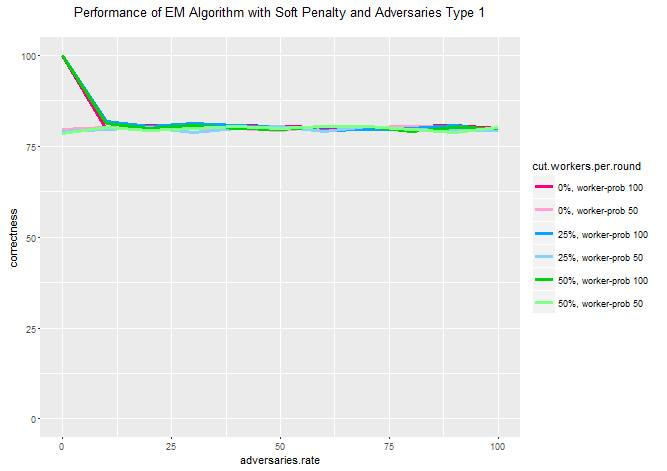 Performance of EM Algorithm with Soft Penalty and Adversaries Type 1
100
75
50
25
0
correctness
0 25 50 75 100
adversaries.rate
cut.workers.per.round
0%, worker-prob 100
0%, worker-prob 50
25%, worker-prob 100
25%, worker-prob 50
50%, worker-prob 100
50%, worker-prob 50